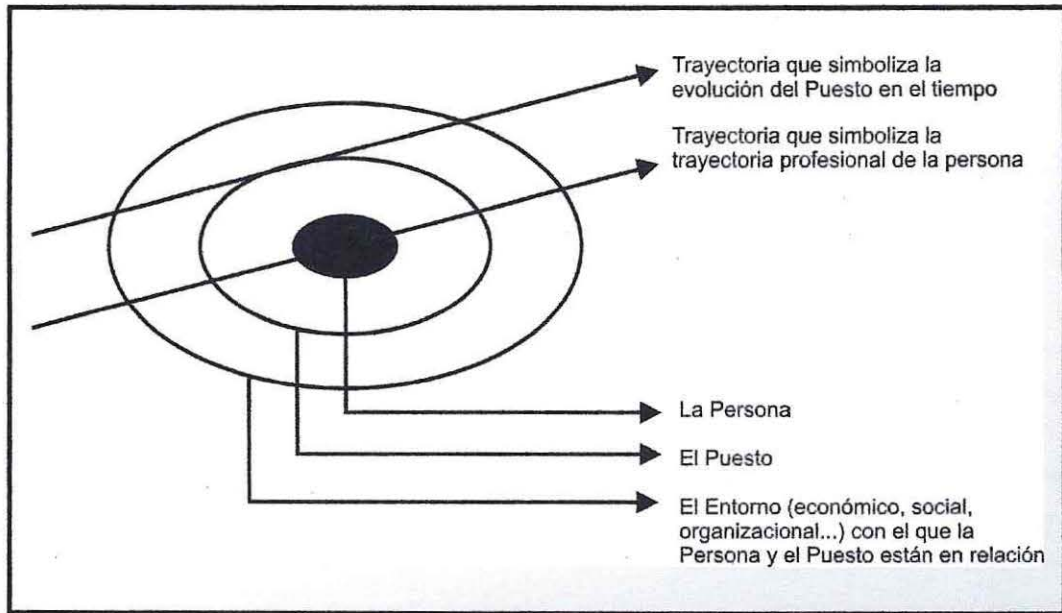 Trayectoria que simboliza la
evolución del Puesto en el tiempo
Trayectoria que simboliza la
trayectoria profesional de la persona
La Persona
El Puesto
El Entorno (económico, social,
organizacional...) con el que la
Persona y el Puesto están en relación